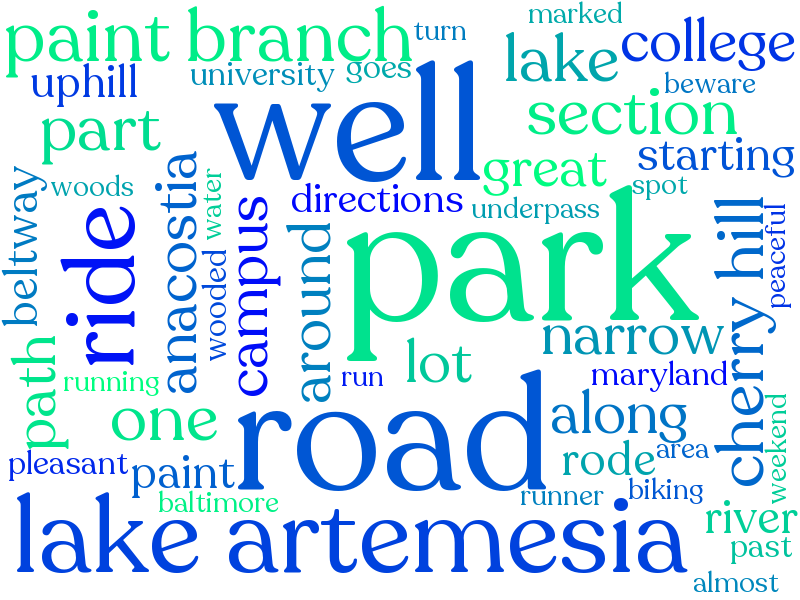 marked
turn
paint branch
college
lake
goes
university
uphill
beware
well
section
part
starting
great
spot
woods
water
directions
underpass
beltway
ride
anacostia
wooded
campus
around
park
cherry hill
peaceful
narrow
path
lot
run
maryland
running
one
road
along
weekend
area
rode
pleasant
paint
biking
baltimore
runner
lake artemesia
river
past
almost